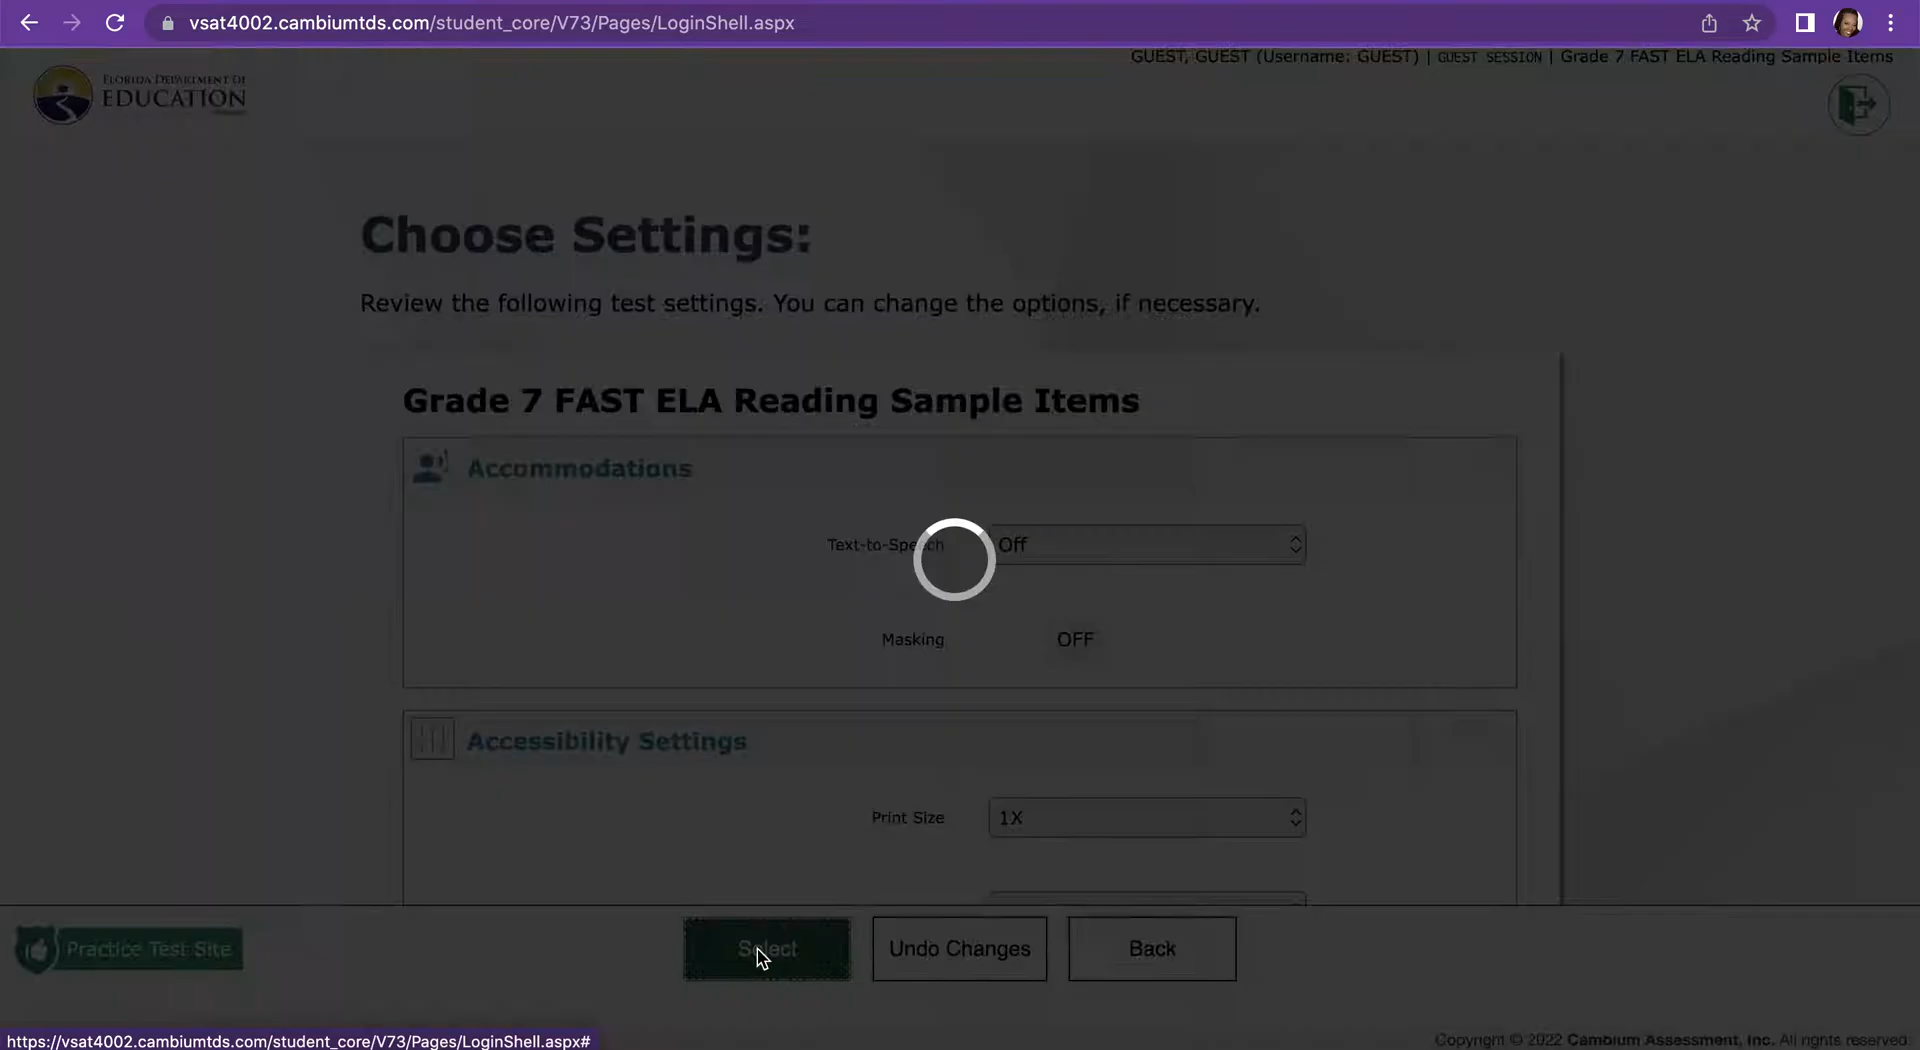 vsat4002.cambiumtds.com/student_core/V73/Pages/LoginShell.aspx
GUEST, GUEST (Username: GUEST) | GUEST SESSION | Grade 7 FAST ELA Reading Sample Items
FLORIDA DEPARTMENT OF
EDUCATION
Choose Settings:
Review the following test settings. You can change the options, if necessary.
Grade 7 FAST ELA Reading Sample Items
Accommodations
Text-to-Speech Off
Masking OFF
Accessibility Settings
Print Size 1X
Practice Test Site
Select
Undo Changes
Back
https://vsat4002.cambiumtds.com/student_core/V73/Pages/LoginShell.aspx#
Copyright © 2022 Cambium Assessment, Inc. All rights reserved.